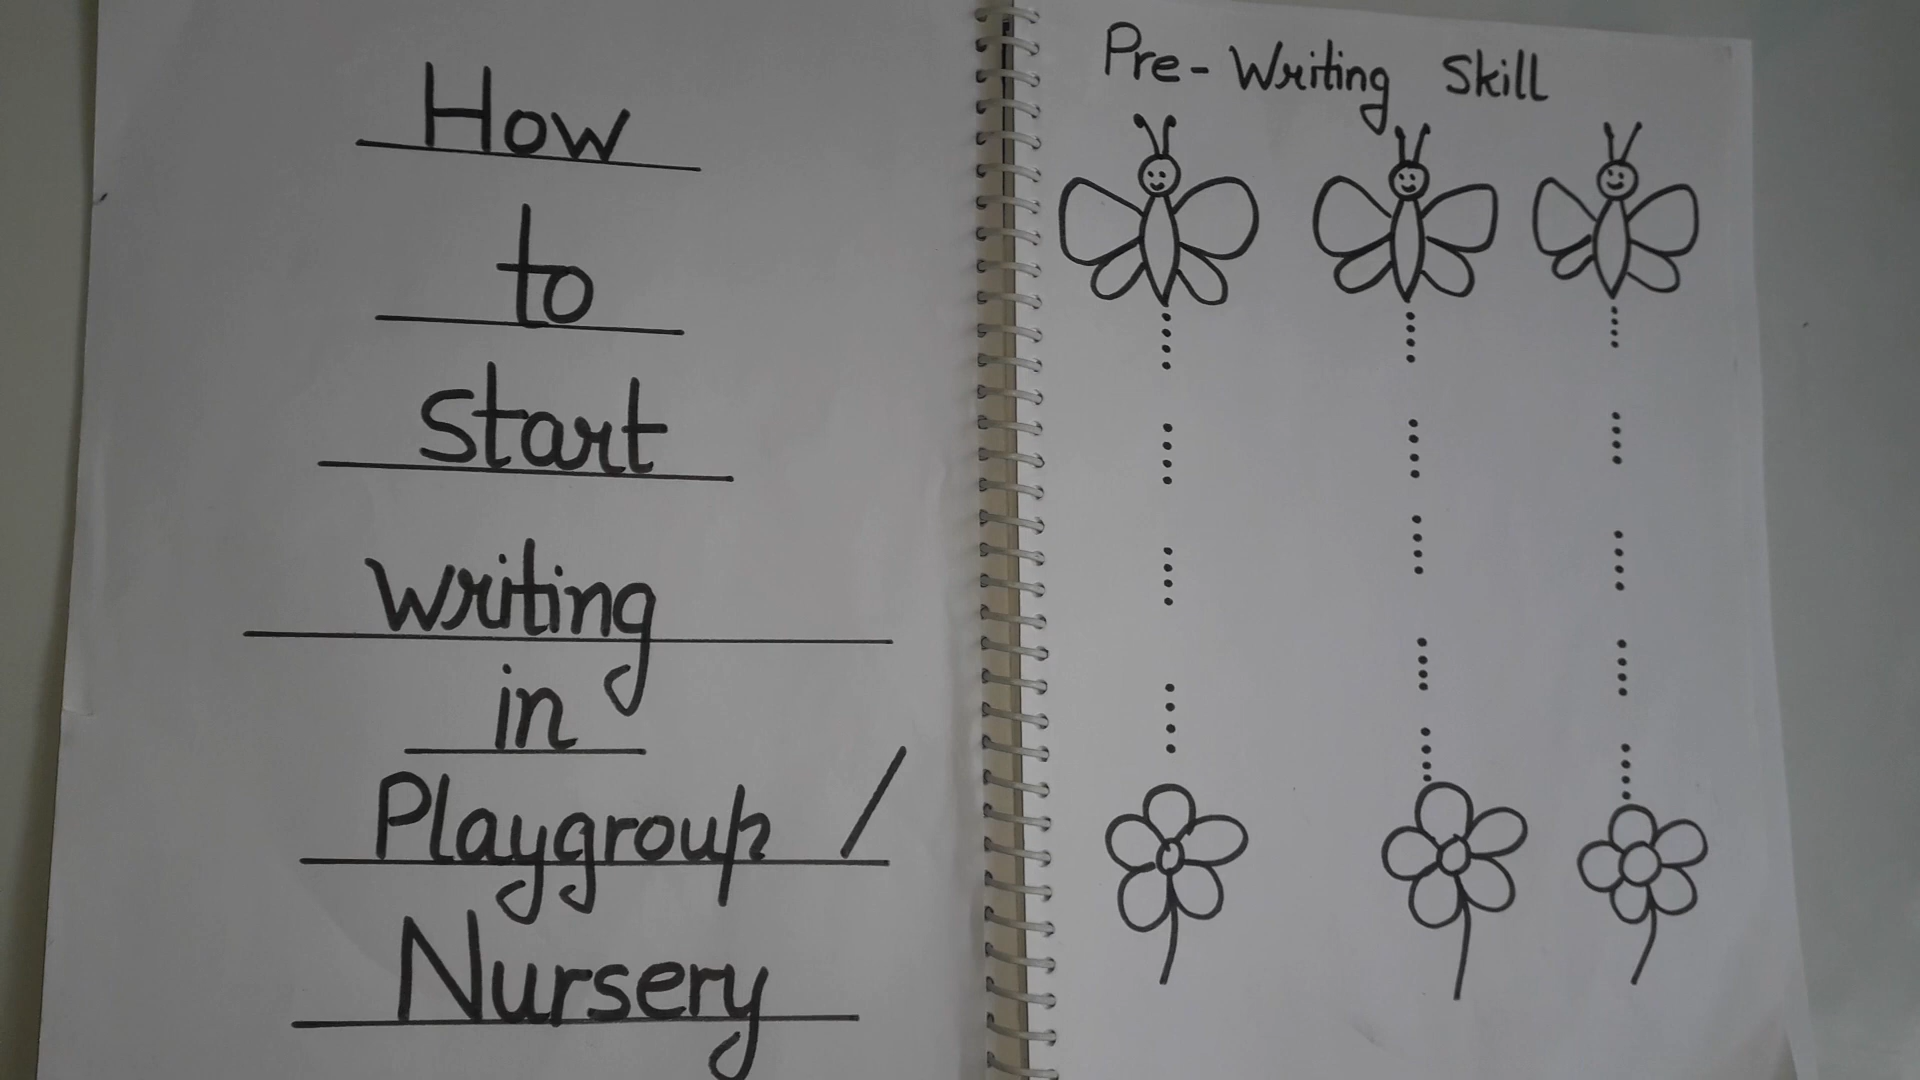 How
to
Start
Writing
in
Playgroup /
Nursery
Pre-Writing Skill